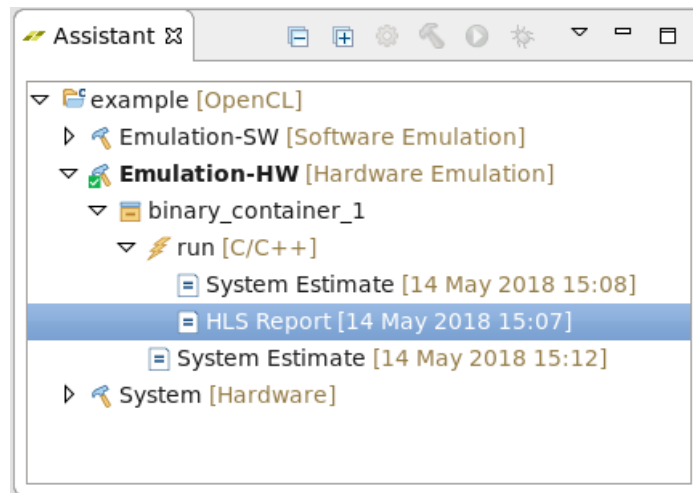 Assistant
example [OpenCL]
Emulation-SW [Software Emulation]
Emulation-HW [Hardware Emulation]
binary_container_1
run [C/C++]
System Estimate [14 May 2018 15:08]
HLS Report [14 May 2018 15:07]
System Estimate [14 May 2018 15:12]
System [Hardware]